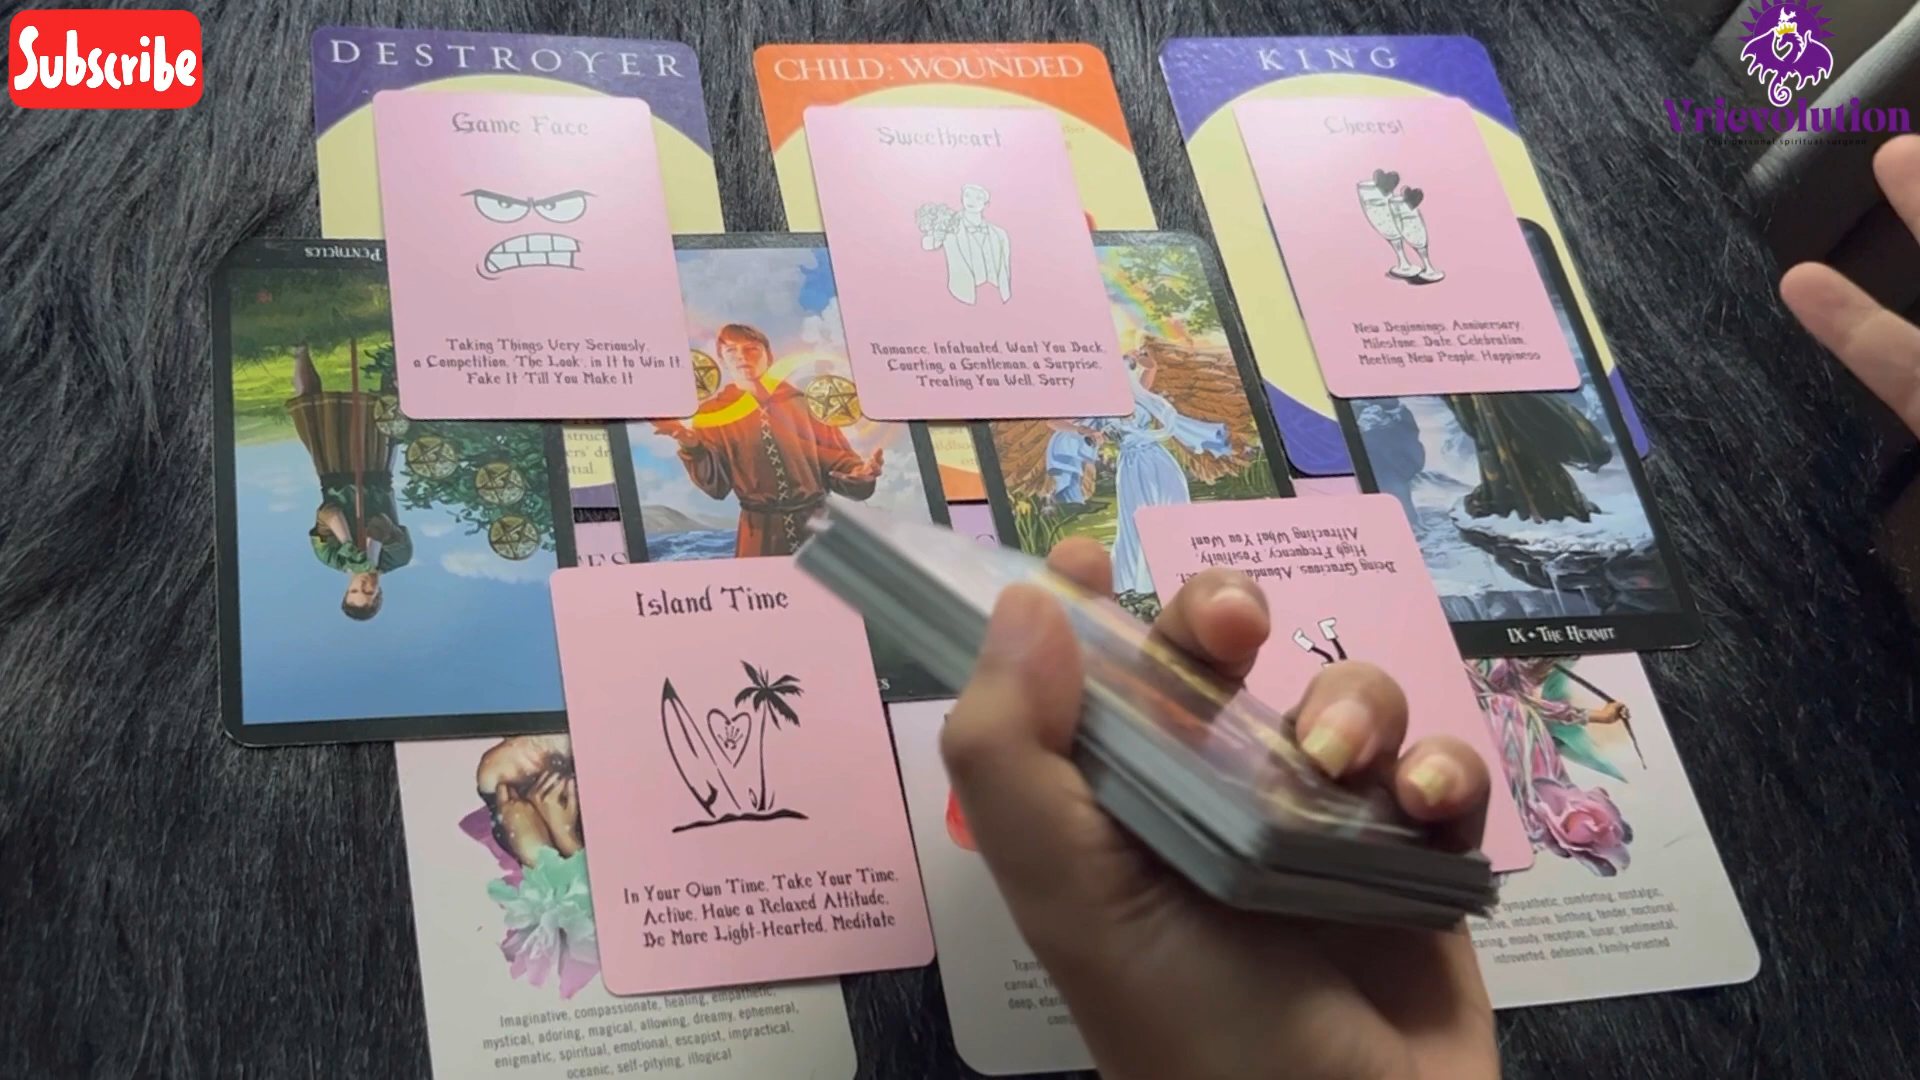 Subscribe
DESTROYER
CHILD: WOUNDED
KING
Vrievolution
Game Face
Sweetheart
Cheers!
PENTACLES
Taking Things Very Seriously,
a Competition, 'The Look', in It to Win It,
Fake It 'Till You Make It
Romance, Infatuated, Want You Back,
Courting, a Gentleman, a Surprise,
Treating You Well, Sorry
New Beginnings, Anniversary,
Milestone, Date, Celebration,
Meeting New People, Happiness
Being Gracious,
High Frequency, Positivity,
Attracting What You Want
IX • THE HERMIT
Island Time
In Your Own Time, Take Your Time,
Active, Have a Relaxed Attitude,
Be More Light-Hearted, Meditate
Imaginative, compassionate, healing, empathetic,
mystical, adoring, magical, allowing, dreamy, ephemeral,
enigmatic, spiritual, emotional, escapist, impractical,
oceanic, self-pitying, illogical
sympathetic, comforting, nostalgic,
intuitive, birthing, tender, nocturnal,
moody, receptive, lunar, sentimental,
introverted, defensive, family-oriented